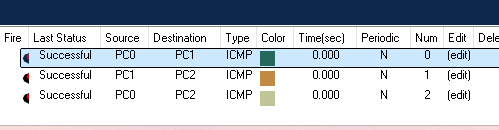 Fire Last Status Source Destination Type Color Time(sec) Periodic Num Edit Dele
Successful PC0 PC1 ICMP 0.000 N 0 (edit)
Successful PC1 PC2 ICMP 0.000 N 1 (edit)
Successful PC0 PC2 ICMP 0.000 N 2 (edit)